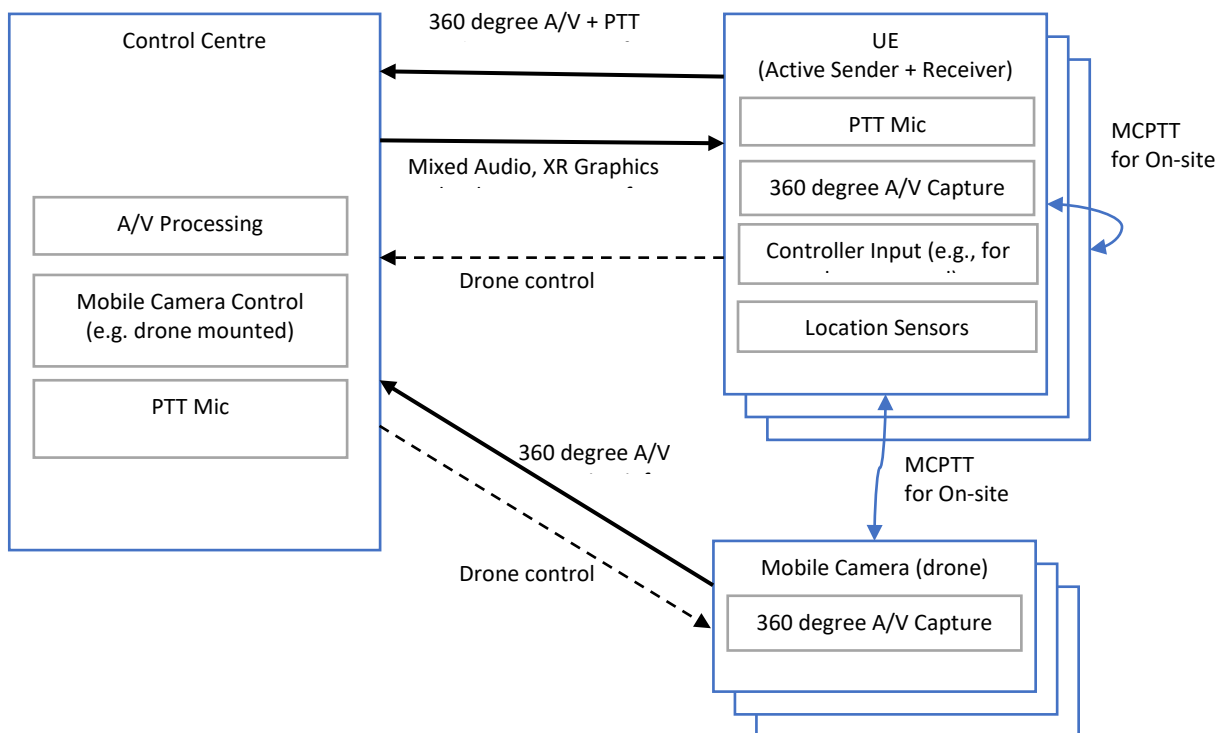 360 degree A/V + PTT
Control Centre
UE
(Active Sender + Receiver)
PTT Mic
MCPTT
for On-site
Mixed Audio, XR Graphics
360 degree A/V Capture
A/V Processing
Controller Input (e.g., for
Drone control
Mobile Camera Control
(e.g. drone mounted)
Location Sensors
PTT Mic
360 degree A/V
MCPTT
for On-site
Drone control
Mobile Camera (drone)
360 degree A/V Capture